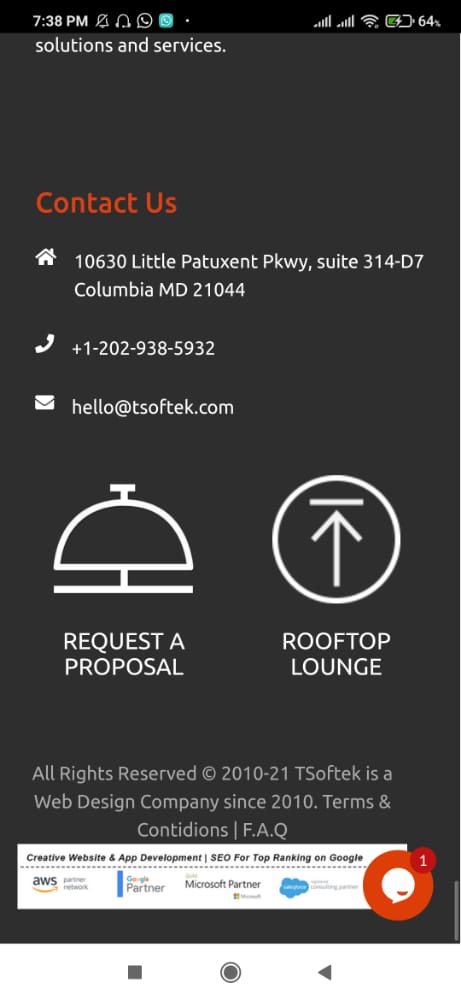 7:38 PM
64%
solutions and services.
Contact Us
10630 Little Patuxent Pkwy, suite 314-D7
Columbia MD 21044
+1-202-938-5932
hello@tsoftek.com
REQUEST A
PROPOSAL
ROOFTOP
LOUNGE
All Rights Reserved © 2010-21 TSoftek is a
Web Design Company since 2010. Terms &
Contidions | F.A.Q
Creative Website & App Development | SEO For Top Ranking on Google
1
aws partner
network
Google
Partner
Gold
Microsoft Partner
Microsoft
salesforce
consulting partner